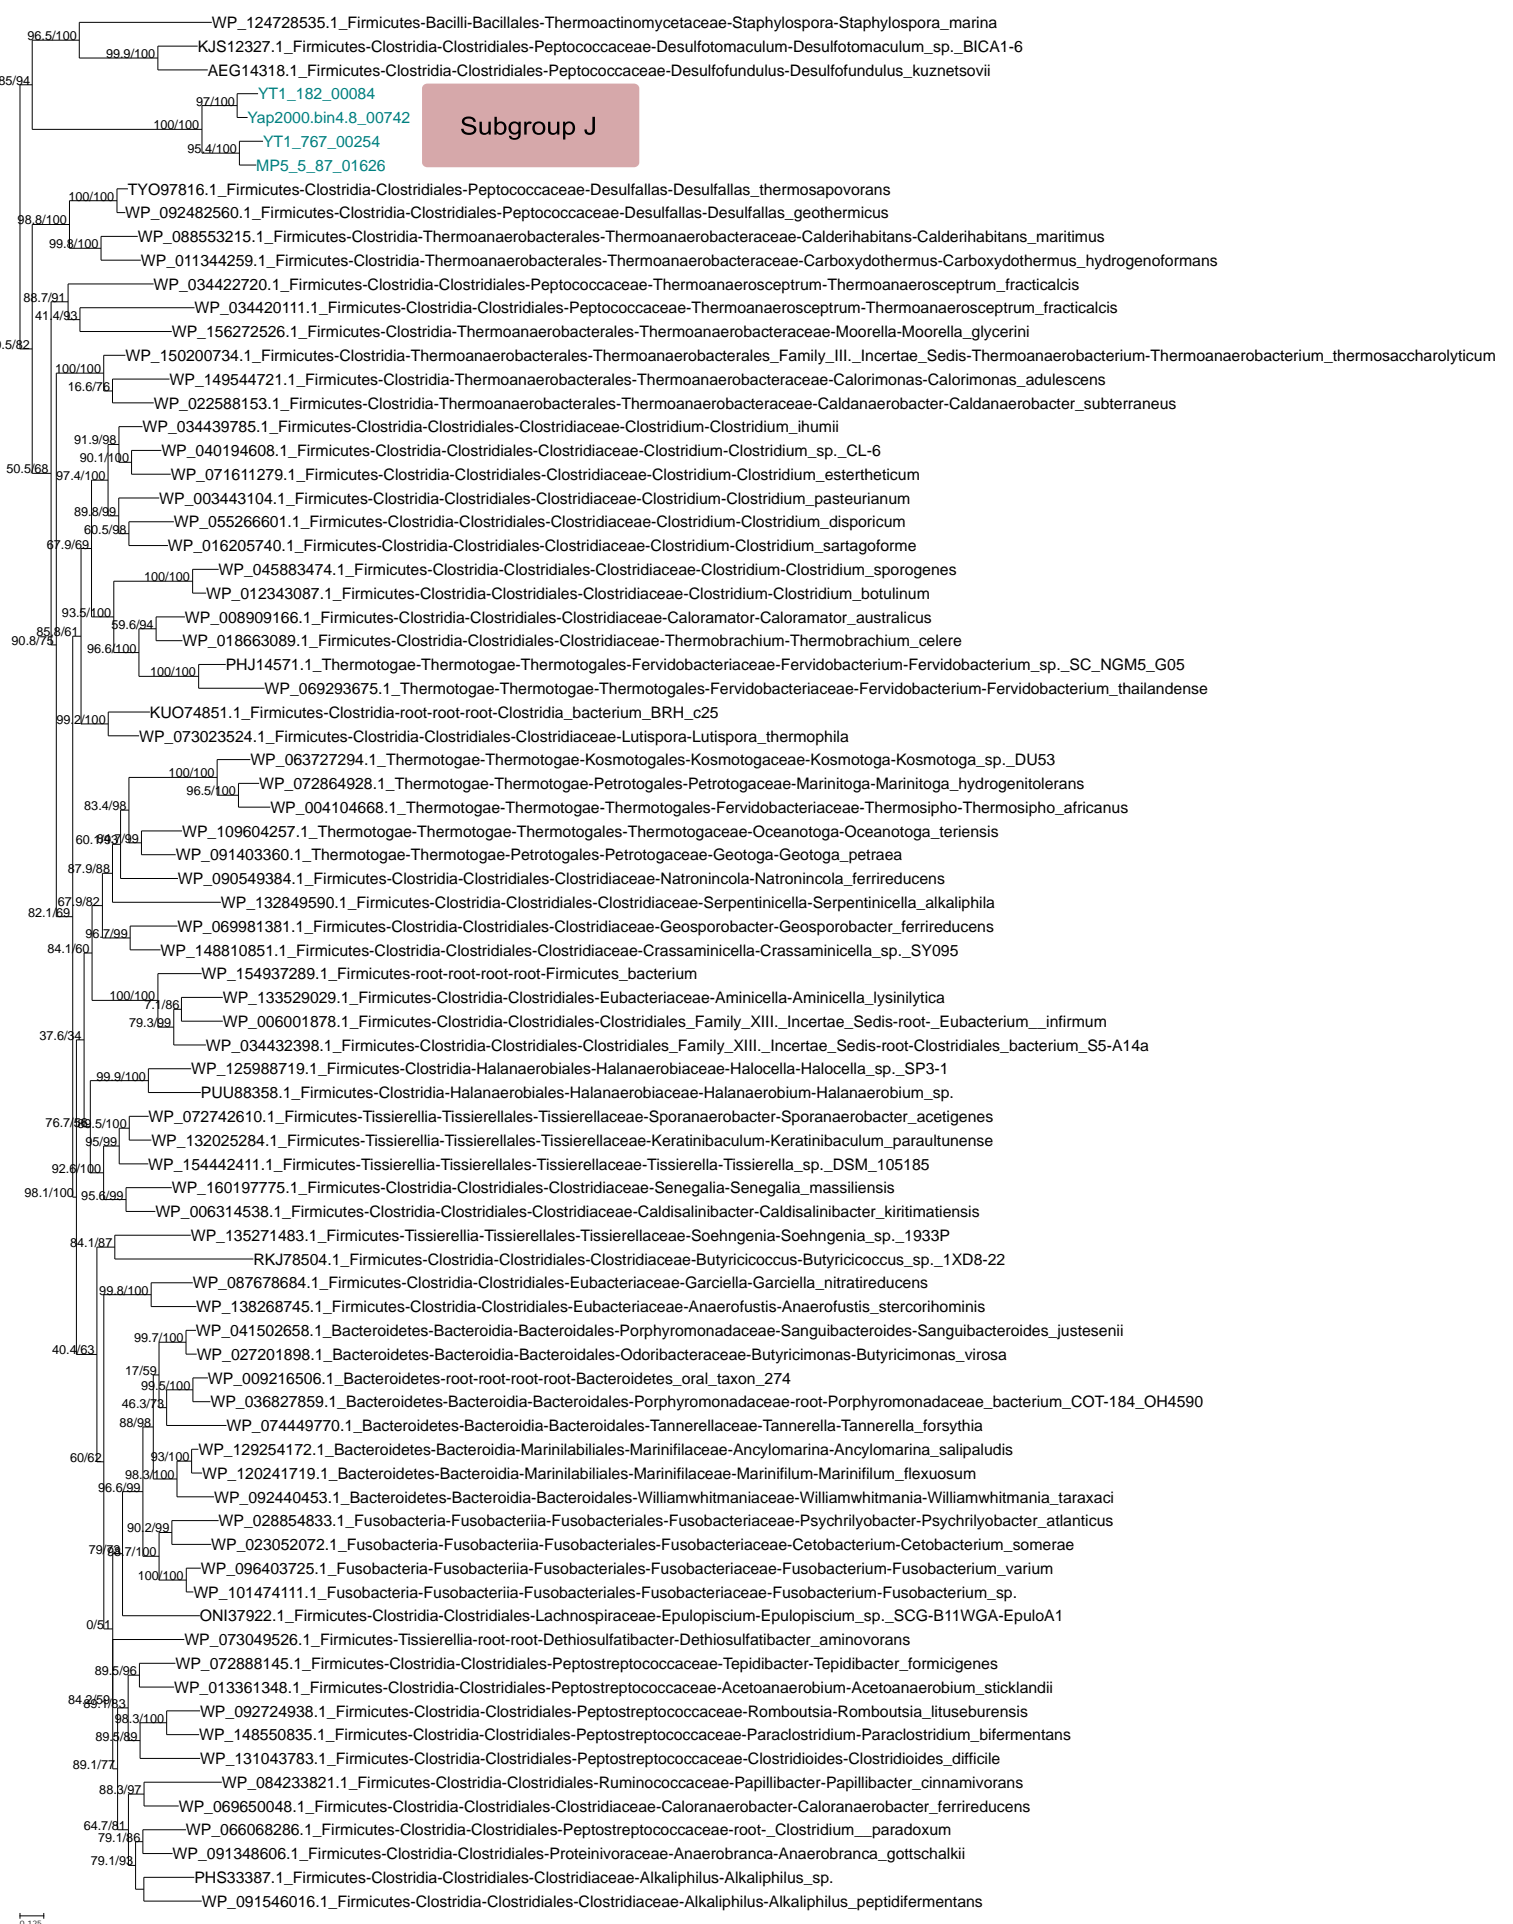 WP_124728535.1_Firmicutes-Bacilli-Bacillales-Thermoactinomycetaceae-Staphylospora-Staphylospora_marina
96.5/100
KJS12327.1_Firmicutes-Clostridia-Clostridiales-Peptococcaceae-Desulfotomaculum-Desulfotomaculum_sp._BICA1-6
99.9/100
AEG14318.1_Firmicutes-Clostridia-Clostridiales-Peptococcaceae-Desulfofundulus-Desulfofundulus_kuznetsovii
85/94
YT1_182_00084
97/100
Yap2000.bin4.8_00742
100/100
Subgroup J
YT1_767_00254
95.4/100
MP5_5_87_01626
TYO97816.1_Firmicutes-Clostridia-Clostridiales-Peptococcaceae-Desulfallas-Desulfallas_thermosapovorans
100/100
WP_092482560.1_Firmicutes-Clostridia-Clostridiales-Peptococcaceae-Desulfallas-Desulfallas_geothermicus
98.8/100
WP_088553215.1_Firmicutes-Clostridia-Thermoanaerobacterales-Thermoanaerobacteraceae-Calderihabitans-Calderihabitans_maritimus
99.8/100
WP_011344259.1_Firmicutes-Clostridia-Thermoanaerobacterales-Thermoanaerobacteraceae-Carboxydothermus-Carboxydothermus_hydrogenoformans
WP_034422720.1_Firmicutes-Clostridia-Clostridiales-Peptococcaceae-Thermoanaerosceptrum-Thermoanaerosceptrum_fracticalcis
88.7/91
WP_034420111.1_Firmicutes-Clostridia-Clostridiales-Peptococcaceae-Thermoanaerosceptrum-Thermoanaerosceptrum_fracticalcis
41.4/93
WP_156272526.1_Firmicutes-Clostridia-Thermoanaerobacterales-Thermoanaerobacteraceae-Moorella-Moorella_glycerini
.5/82
WP_150200734.1_Firmicutes-Clostridia-Thermoanaerobacterales-Thermoanaerobacterales_Family_III._Incertae_Sedis-Thermoanaerobacterium-Thermoanaerobacterium_thermosaccharolyticum
100/100
WP_149544721.1_Firmicutes-Clostridia-Thermoanaerobacterales-Thermoanaerobacteraceae-Calorimonas-Calorimonas_adulescens
16.6/76
WP_022588153.1_Firmicutes-Clostridia-Thermoanaerobacterales-Thermoanaerobacteraceae-Caldanaerobacter-Caldanaerobacter_subterraneus
WP_034439785.1_Firmicutes-Clostridia-Clostridiales-Clostridiaceae-Clostridium-Clostridium_ihumii
91.9/98
WP_040194608.1_Firmicutes-Clostridia-Clostridiales-Clostridiaceae-Clostridium-Clostridium_sp._CL-6
90.1/100
50.5/68
WP_071611279.1_Firmicutes-Clostridia-Clostridiales-Clostridiaceae-Clostridium-Clostridium_estertheticum
97.4/100
WP_003443104.1_Firmicutes-Clostridia-Clostridiales-Clostridiaceae-Clostridium-Clostridium_pasteurianum
89.8/99
WP_055266601.1_Firmicutes-Clostridia-Clostridiales-Clostridiaceae-Clostridium-Clostridium_disporicum
60.5/98
WP_016205740.1_Firmicutes-Clostridia-Clostridiales-Clostridiaceae-Clostridium-Clostridium_sartagoforme
67.9/69
WP_045883474.1_Firmicutes-Clostridia-Clostridiales-Clostridiaceae-Clostridium-Clostridium_sporogenes
100/100
WP_012343087.1_Firmicutes-Clostridia-Clostridiales-Clostridiaceae-Clostridium-Clostridium_botulinum
93.5/100
WP_008909166.1_Firmicutes-Clostridia-Clostridiales-Clostridiaceae-Caloramator-Caloramator_australicus
59.6/94
85.8/61
90.8/75
WP_018663089.1_Firmicutes-Clostridia-Clostridiales-Clostridiaceae-Thermobrachium-Thermobrachium_celere
96.6/100
PHJ14571.1_Thermotogae-Thermotogae-Thermotogales-Fervidobacteriaceae-Fervidobacterium-Fervidobacterium_sp._SC_NGM5_G05
100/100
WP_069293675.1_Thermotogae-Thermotogae-Thermotogales-Fervidobacteriaceae-Fervidobacterium-Fervidobacterium_thailandense
KUO74851.1_Firmicutes-Clostridia-root-root-root-Clostridia_bacterium_BRH_c25
99.2/100
WP_073023524.1_Firmicutes-Clostridia-Clostridiales-Clostridiaceae-Lutispora-Lutispora_thermophila
WP_063727294.1_Thermotogae-Thermotogae-Kosmotogales-Kosmotogaceae-Kosmotoga-Kosmotoga_sp._DU53
100/100
WP_072864928.1_Thermotogae-Thermotogae-Petrotogales-Petrotogaceae-Marinitoga-Marinitoga_hydrogenitolerans
96.5/100
WP_004104668.1_Thermotogae-Thermotogae-Thermotogales-Fervidobacteriaceae-Thermosipho-Thermosipho_africanus
83.4/98
WP_109604257.1_Thermotogae-Thermotogae-Thermotogales-Thermotogaceae-Oceanotoga-Oceanotoga_teriensis
WP_091403360.1_Thermotogae-Thermotogae-Petrotogales-Petrotogaceae-Geotoga-Geotoga_petraea
87.9/88
WP_090549384.1_Firmicutes-Clostridia-Clostridiales-Clostridiaceae-Natronincola-Natronincola_ferrireducens
67.9/82
WP_132849590.1_Firmicutes-Clostridia-Clostridiales-Clostridiaceae-Serpentinicella-Serpentinicella_alkaliphila
82.1/69
WP_069981381.1_Firmicutes-Clostridia-Clostridiales-Clostridiaceae-Geosporobacter-Geosporobacter_ferrireducens
96.7/99
84.1/60
WP_148810851.1_Firmicutes-Clostridia-Clostridiales-Clostridiaceae-Crassaminicella-Crassaminicella_sp._SY095
WP_154937289.1_Firmicutes-root-root-root-root-Firmicutes_bacterium
100/100
WP_133529029.1_Firmicutes-Clostridia-Clostridiales-Eubacteriaceae-Aminicella-Aminicella_lysinilytica
7.1/86
WP_006001878.1_Firmicutes-Clostridia-Clostridiales-Clostridiales_Family_XIII._Incertae_Sedis-root-_Eubacterium__infirmum
79.3/99
37.6/34
WP_034432398.1_Firmicutes-Clostridia-Clostridiales-Clostridiales_Family_XIII._Incertae_Sedis-root-Clostridiales_bacterium_S5-A14a
WP_125988719.1_Firmicutes-Clostridia-Halanaerobiales-Halanaerobiaceae-Halocella-Halocella_sp._SP3-1
99.9/100
PUU88358.1_Firmicutes-Clostridia-Halanaerobiales-Halanaerobiaceae-Halanaerobium-Halanaerobium_sp.
WP_072742610.1_Firmicutes-Tissierellia-Tissierellales-Tissierellaceae-Sporanaerobacter-Sporanaerobacter_acetigenes
WP_132025284.1_Firmicutes-Tissierellia-Tissierellales-Tissierellaceae-Keratinibaculum-Keratinibaculum_paraultunense
95/99
WP_154442411.1_Firmicutes-Tissierellia-Tissierellales-Tissierellaceae-Tissierella-Tissierella_sp._DSM_105185
92.6/100
WP_160197775.1_Firmicutes-Clostridia-Clostridiales-Clostridiaceae-Senegalia-Senegalia_massiliensis
98.1/100
95.6/99
WP_006314538.1_Firmicutes-Clostridia-Clostridiales-Clostridiaceae-Caldisalinibacter-Caldisalinibacter_kiritimatiensis
WP_135271483.1_Firmicutes-Tissierellia-Tissierellales-Tissierellaceae-Soehngenia-Soehngenia_sp._1933P
84.1/87
RKJ78504.1_Firmicutes-Clostridia-Clostridiales-Clostridiaceae-Butyricicoccus-Butyricicoccus_sp._1XD8-22
WP_087678684.1_Firmicutes-Clostridia-Clostridiales-Eubacteriaceae-Garciella-Garciella_nitratireducens
99.8/100
WP_138268745.1_Firmicutes-Clostridia-Clostridiales-Eubacteriaceae-Anaerofustis-Anaerofustis_stercorihominis
WP_041502658.1_Bacteroidetes-Bacteroidia-Bacteroidales-Porphyromonadaceae-Sanguibacteroides-Sanguibacteroides_justesenii
99.7/100
40.4/63
WP_027201898.1_Bacteroidetes-Bacteroidia-Bacteroidales-Odoribacteraceae-Butyricimonas-Butyricimonas_virosa
17/59
WP_009216506.1_Bacteroidetes-root-root-root-root-Bacteroidetes_oral_taxon_274
99.5/100
WP_036827859.1_Bacteroidetes-Bacteroidia-Bacteroidales-Porphyromonadaceae-root-Porphyromonadaceae_bacterium_COT-184_OH4590
46.3/73
88/98
WP_074449770.1_Bacteroidetes-Bacteroidia-Bacteroidales-Tannerellaceae-Tannerella-Tannerella_forsythia
WP_129254172.1_Bacteroidetes-Bacteroidia-Marinilabiliales-Marinifilaceae-Ancylomarina-Ancylomarina_salipaludis
93/100
60/62
WP_120241719.1_Bacteroidetes-Bacteroidia-Marinilabiliales-Marinifilaceae-Marinifilum-Marinifilum_flexuosum
98.3/100
96.6/99
WP_092440453.1_Bacteroidetes-Bacteroidia-Bacteroidales-Williamwhitmaniaceae-Williamwhitmania-Williamwhitmania_taraxaci
WP_028854833.1_Fusobacteria-Fusobacteriia-Fusobacteriales-Fusobacteriaceae-Psychrilyobacter-Psychrilyobacter_atlanticus
90.2/99
WP_023052072.1_Fusobacteria-Fusobacteriia-Fusobacteriales-Fusobacteriaceae-Cetobacterium-Cetobacterium_somerae
WP_096403725.1_Fusobacteria-Fusobacteriia-Fusobacteriales-Fusobacteriaceae-Fusobacterium-Fusobacterium_varium
100/100
WP_101474111.1_Fusobacteria-Fusobacteriia-Fusobacteriales-Fusobacteriaceae-Fusobacterium-Fusobacterium_sp.
ONI37922.1_Firmicutes-Clostridia-Clostridiales-Lachnospiraceae-Epulopiscium-Epulopiscium_sp._SCG-B11WGA-EpuloA1
0/51
WP_073049526.1_Firmicutes-Tissierellia-root-root-Dethiosulfatibacter-Dethiosulfatibacter_aminovorans
WP_072888145.1_Firmicutes-Clostridia-Clostridiales-Peptostreptococcaceae-Tepidibacter-Tepidibacter_formicigenes
89.5/96
WP_013361348.1_Firmicutes-Clostridia-Clostridiales-Peptostreptococcaceae-Acetoanaerobium-Acetoanaerobium_sticklandii
WP_092724938.1_Firmicutes-Clostridia-Clostridiales-Peptostreptococcaceae-Romboutsia-Romboutsia_lituseburensis
98.3/100
WP_148550835.1_Firmicutes-Clostridia-Clostridiales-Peptostreptococcaceae-Paraclostridium-Paraclostridium_bifermentans
89.5/89
WP_131043783.1_Firmicutes-Clostridia-Clostridiales-Peptostreptococcaceae-Clostridioides-Clostridioides_difficile
89.1/77
WP_084233821.1_Firmicutes-Clostridia-Clostridiales-Ruminococcaceae-Papillibacter-Papillibacter_cinnamivorans
88.3/97
WP_069650048.1_Firmicutes-Clostridia-Clostridiales-Clostridiaceae-Caloranaerobacter-Caloranaerobacter_ferrireducens
64.7/81
WP_066068286.1_Firmicutes-Clostridia-Clostridiales-Peptostreptococcaceae-root-_Clostridium__paradoxum
79.1/86
WP_091348606.1_Firmicutes-Clostridia-Clostridiales-Proteinivoraceae-Anaerobranca-Anaerobranca_gottschalkii
79.1/93
PHS33387.1_Firmicutes-Clostridia-Clostridiales-Clostridiaceae-Alkaliphilus-Alkaliphilus_sp.
WP_091546016.1_Firmicutes-Clostridia-Clostridiales-Clostridiaceae-Alkaliphilus-Alkaliphilus_peptidifermentans